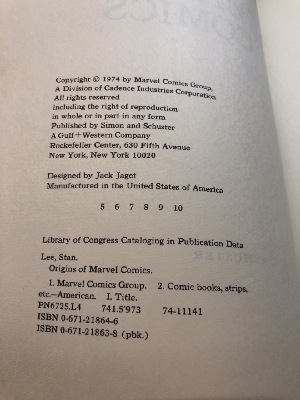 COMICS
Copyright © 1974 by Marvel Comics Group,
A Division of Cadence Industries Corporation
All rights reserved
including the right of reproduction
in whole or in part in any form
Published by Simon and Schuster
A Gulf + Western Company
Rockefeller Center, 630 Fifth Avenue
New York, New York 10020
Designed by Jack Jaget
Manufactured in the United States of America
5 6 7 8 9 10
Library of Congress Cataloging in Publication Data
Lee, Stan.
Origins of Marvel Comics.
1. Marvel Comics Group. 2. Comic books, strips,
etc.—American. I. Title.
PN6725.L4 741.5'973 74-11141
ISBN 0-671-21864-6
ISBN 0-671-21863-8 (pbk.)